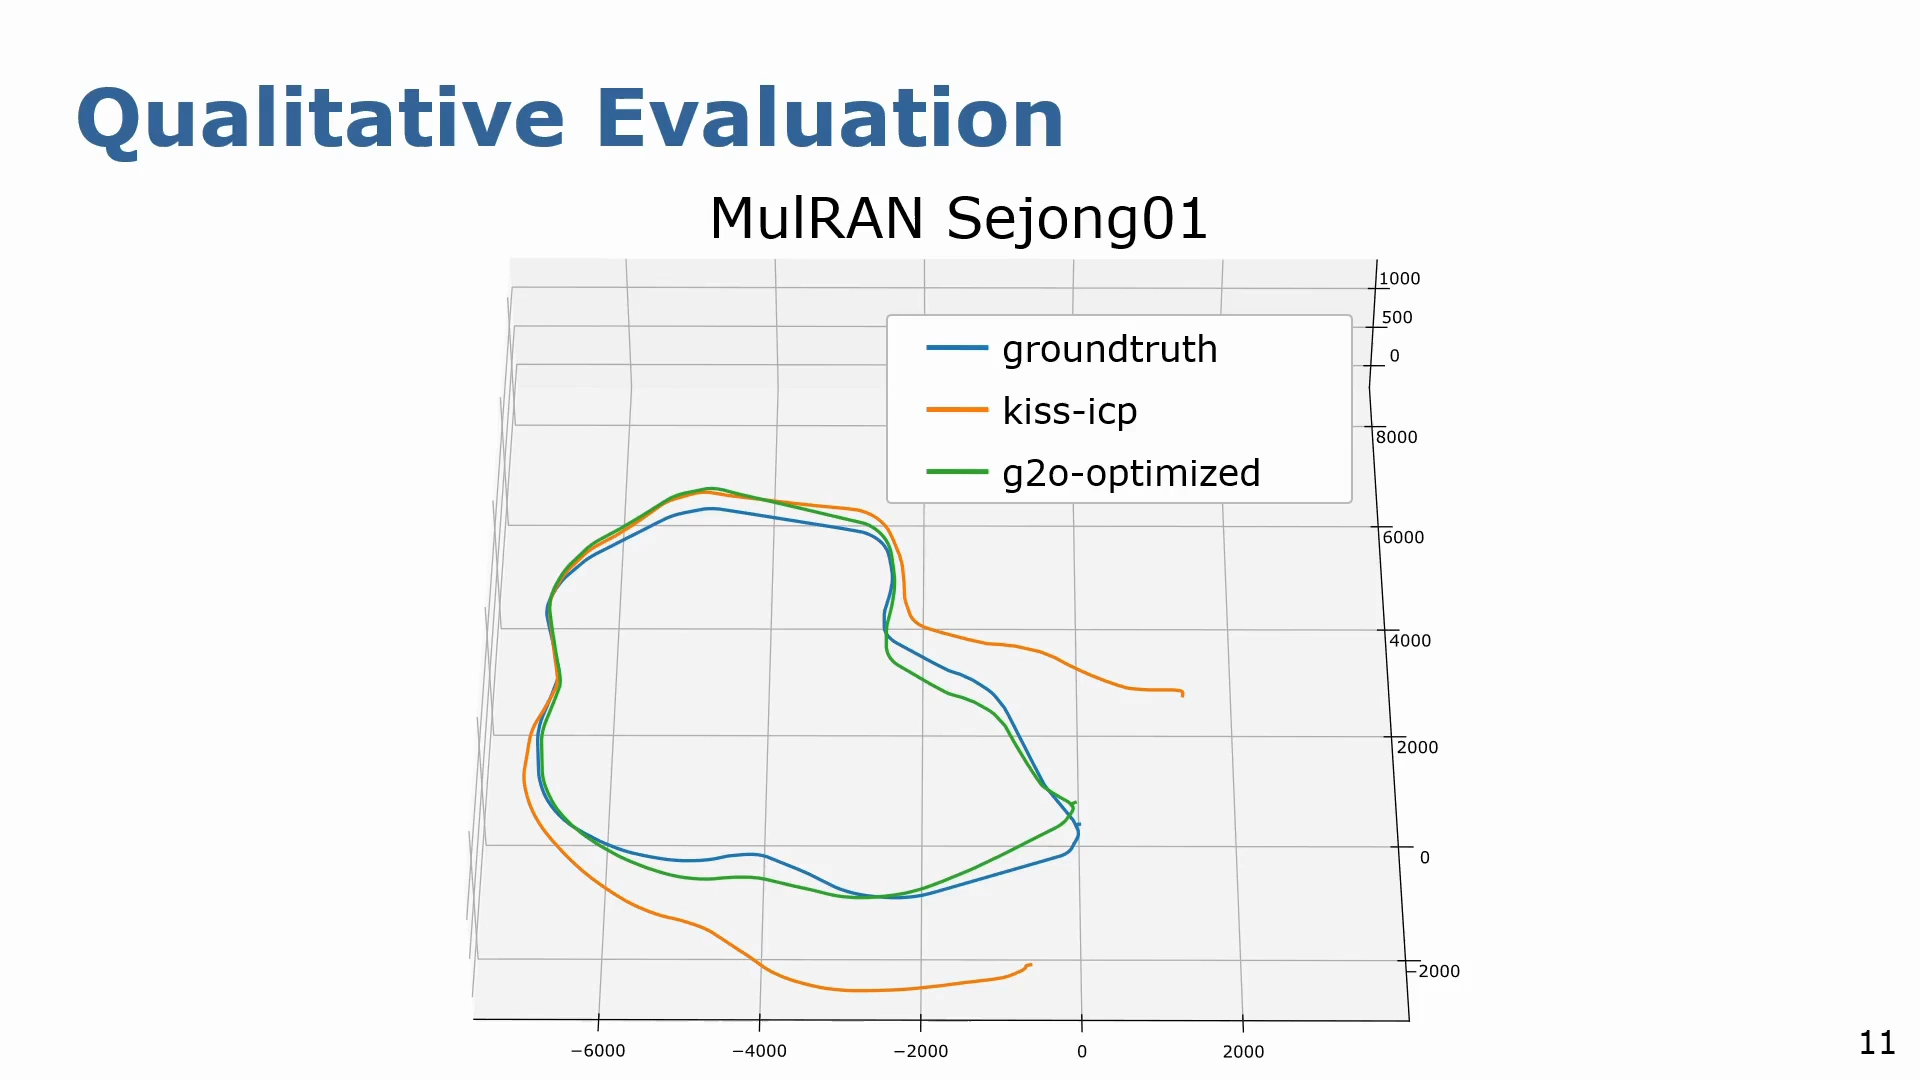 Qualitative Evaluation
MulRAN Sejong01
1000
500
0
groundtruth
kiss-icp
g2o-optimized
8000
6000
4000
2000
0
−2000
−6000 −4000 −2000 0 2000
11